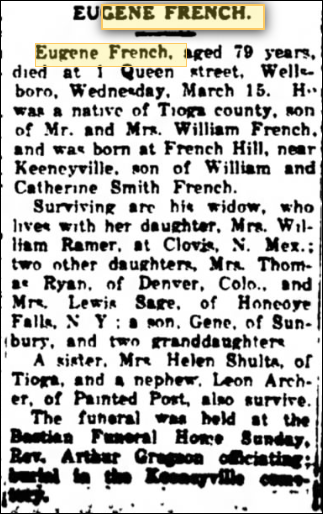 EUGENE FRENCH.
Eugene French, aged 79 years,
died at 1 Queen street, Wells-
boro, Wednesday, March 15. He
was a native of Tioga county, son
of Mr. and Mrs. William French,
and was born at French Hill, near
Keeneyville, son of William and
Catherine Smith French.
Surviving are his widow, who
lives with her daughter, Mrs. Wil-
liam Ramer, at Clovis, N. Mex.;
two other daughters, Mrs. Thom-
as Ryan, of Denver, Colo., and
Mrs. Lewis Sage, of Honeoye
Falls, N Y ; a son, Gene, of Sun-
bury, and two granddaughters
A sister, Mrs Helen Shults, of
Tioga, and a nephew, Leon Arch-
er, of Painted Post, also survive.
The funeral was held at the
Bastian Funeral Home Sunday,
Rev. Arthur Gragson officiating;
burial in the Keeneyville ceme-
tery.